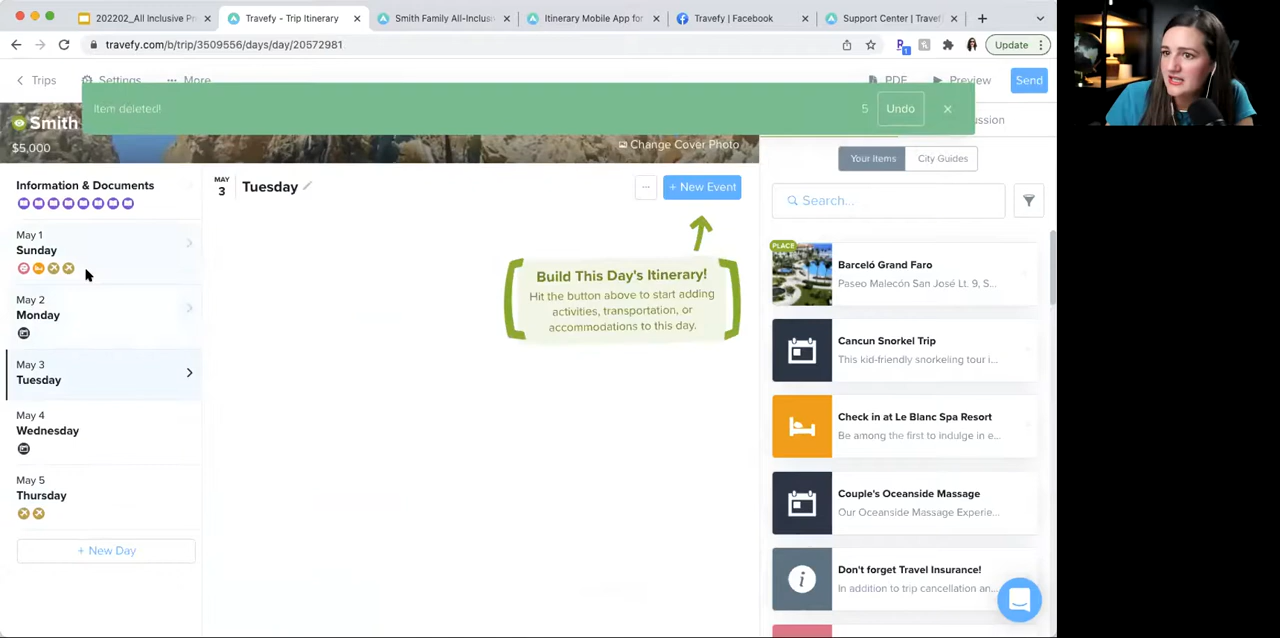 202202_All Inclusive Pr
Travefy - Trip Itinerary
Smith Family All-Inclusiv
Itinerary Mobile App for
Travefy | Facebook
Support Center | Travef
travefy.com/b/trip/3509556/days/day/20572981
Update
Trips
Settings
More
PDF
Preview
Send
Item deleted!
5
Undo
Smith
$5,000
Change Cover Photo
Information & Documents
May 1
Sunday
May 2
Monday
May 3
Tuesday
May 4
Wednesday
May 5
Thursday
+ New Day
MAY
3
Tuesday
+ New Event
Build This Day's Itinerary!
Hit the button above to start adding
activities, transportation, or
accommodations to this day.
Your Items
City Guides
Search...
PLACE
Barceló Grand Faro
Paseo Malecón San José Lt. 9, S...
Cancun Snorkel Trip
This kid-friendly snorkeling tour i...
Check in at Le Blanc Spa Resort
Be among the first to indulge in e...
Couple's Oceanside Massage
Our Oceanside Massage Experie...
Don't forget Travel Insurance!
In addition to trip cancellation an...